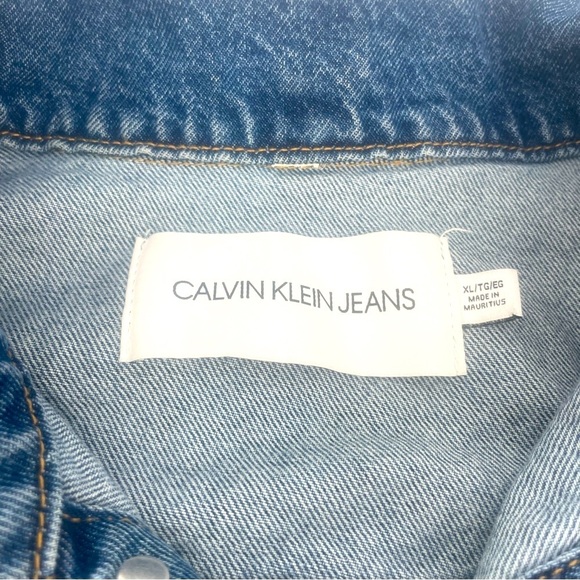 CALVIN KLEIN JEANS
XL/TG/EG
MADE IN
MAURITIUS